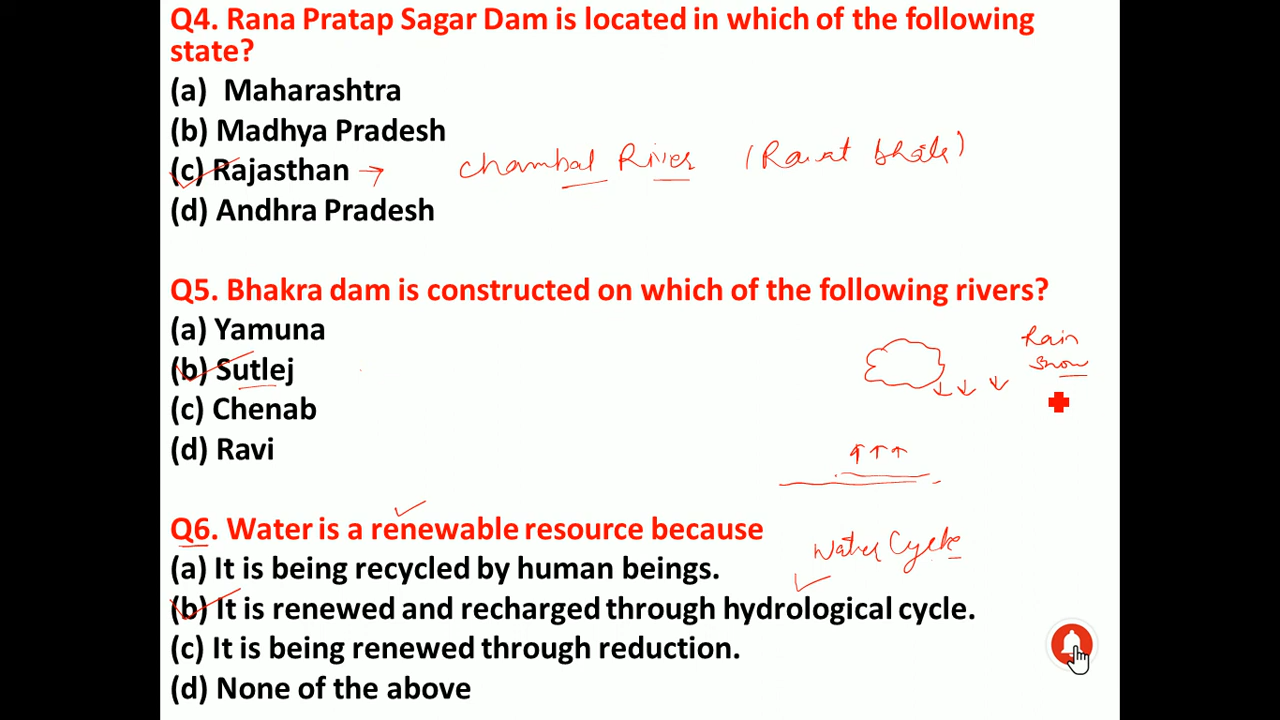 Q4. Rana Pratap Sagar Dam is located in which of the following
state?
(a) Maharashtra
(b) Madhya Pradesh
(c) Rajasthan → Chambal River (Rawat bhata)
(d) Andhra Pradesh
Q5. Bhakra dam is constructed on which of the following rivers?
(a) Yamuna
Rain
(b) Sutlej
Snow
(c) Chenab
(d) Ravi
Q6. Water is a renewable resource because
Water Cycle
(a) It is being recycled by human beings.
(b) It is renewed and recharged through hydrological cycle.
(c) It is being renewed through reduction.
(d) None of the above